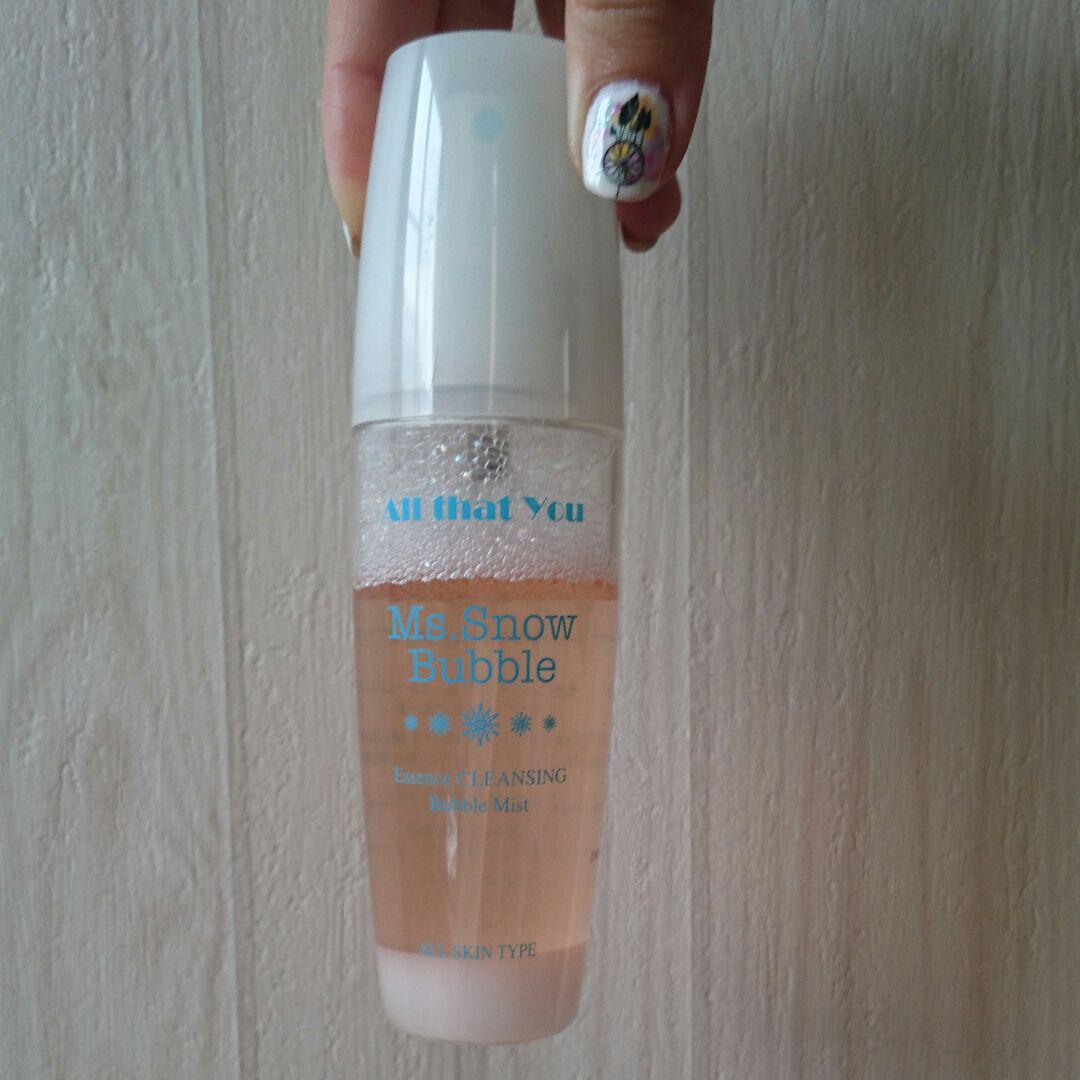 All that You
Ms.Snow
Bubble
Essence CLEANSING
Bubble Mist
ALL SKIN TYPE